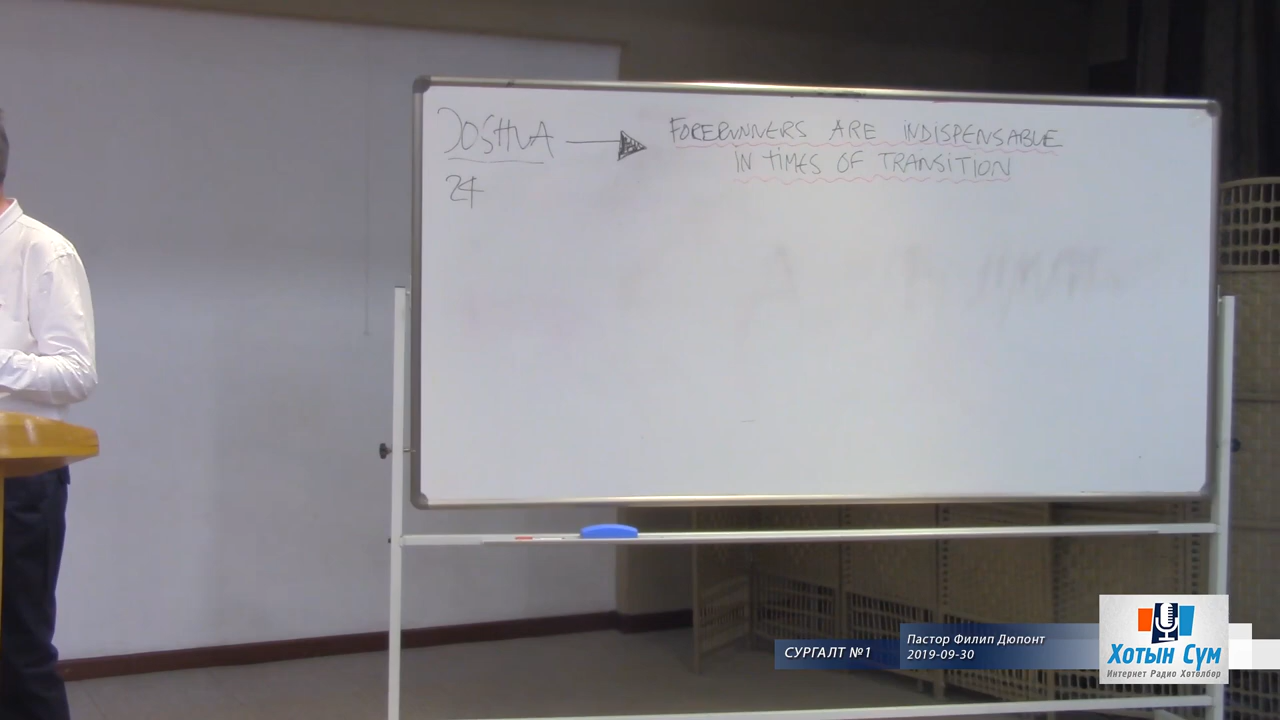 JOSHUA
24
FORERUNNERS ARE INDISPENSABLE
IN TIMES OF TRANSITION
СУРГАЛТ №1
Пастор Филип Дюпонт
2019-09-30
Хотын Сүм
Интернет Радио Хөтөлбөр